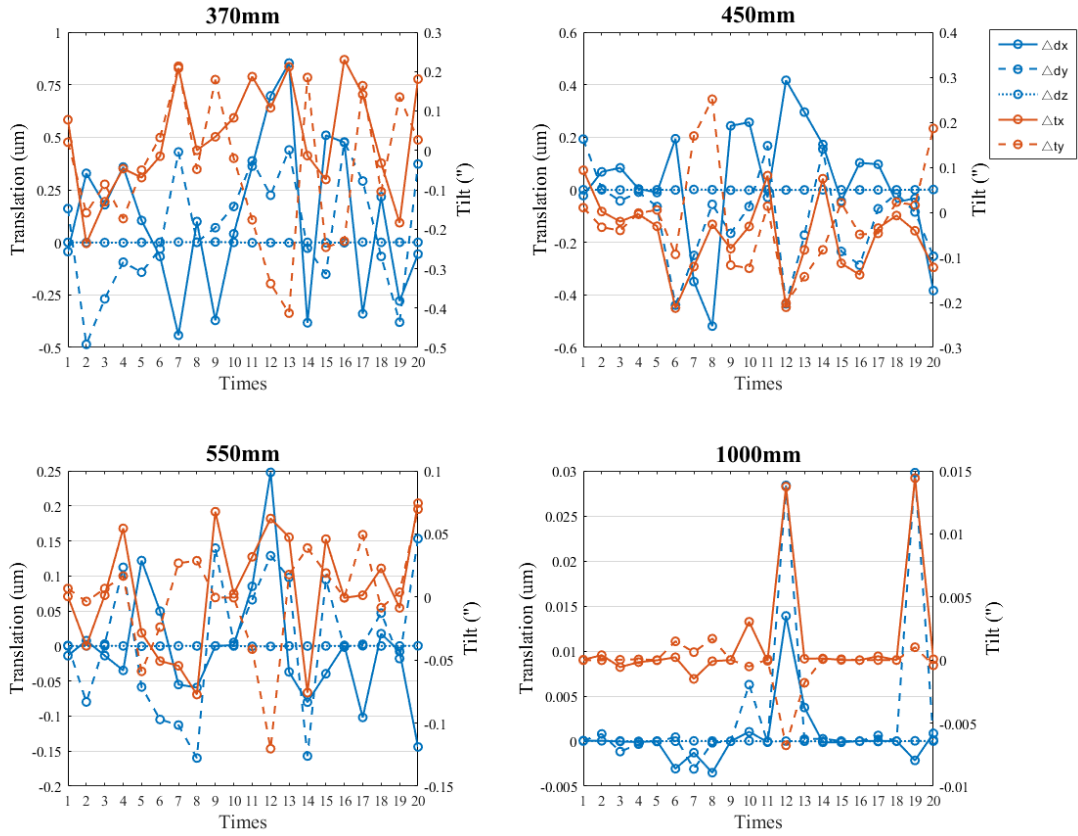 370mm
Translation (um)
1
0.75
0.5
0.25
0
-0.25
-0.5
0.3
0.2
0.1
0
-0.1
-0.2
-0.3
-0.4
-0.5
Tilt (")
1 2 3 4 5 6 7 8 9 10 11 12 13 14 15 16 17 18 19 20
Times
450mm
Translation (um)
0.6
0.4
0.2
0
-0.2
-0.4
-0.6
0.4
0.3
0.2
0.1
0
-0.1
-0.2
-0.3
Tilt (")
1 2 3 4 5 6 7 8 9 10 11 12 13 14 15 16 17 18 19 20
Times
△dx
△dy
△dz
△tx
△ty
550mm
Translation (um)
0.25
0.2
0.15
0.1
0.05
0
-0.05
-0.1
-0.15
-0.2
0.1
0.05
0
-0.05
-0.1
-0.15
Tilt (")
1 2 3 4 5 6 7 8 9 10 11 12 13 14 15 16 17 18 19 20
Times
1000mm
Translation (um)
0.03
0.025
0.02
0.015
0.01
0.005
0
-0.005
0.015
0.01
0.005
0
-0.005
-0.01
Tilt (")
1 2 3 4 5 6 7 8 9 10 11 12 13 14 15 16 17 18 19 20
Times